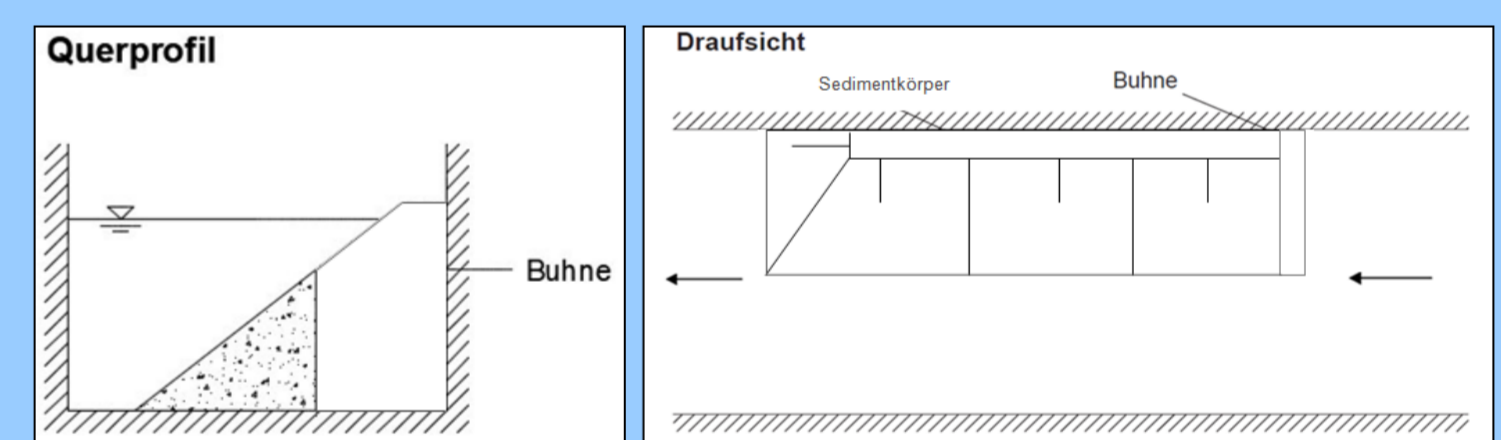 Querprofil
Buhne
Draufsicht
Sedimentkörper
Buhne